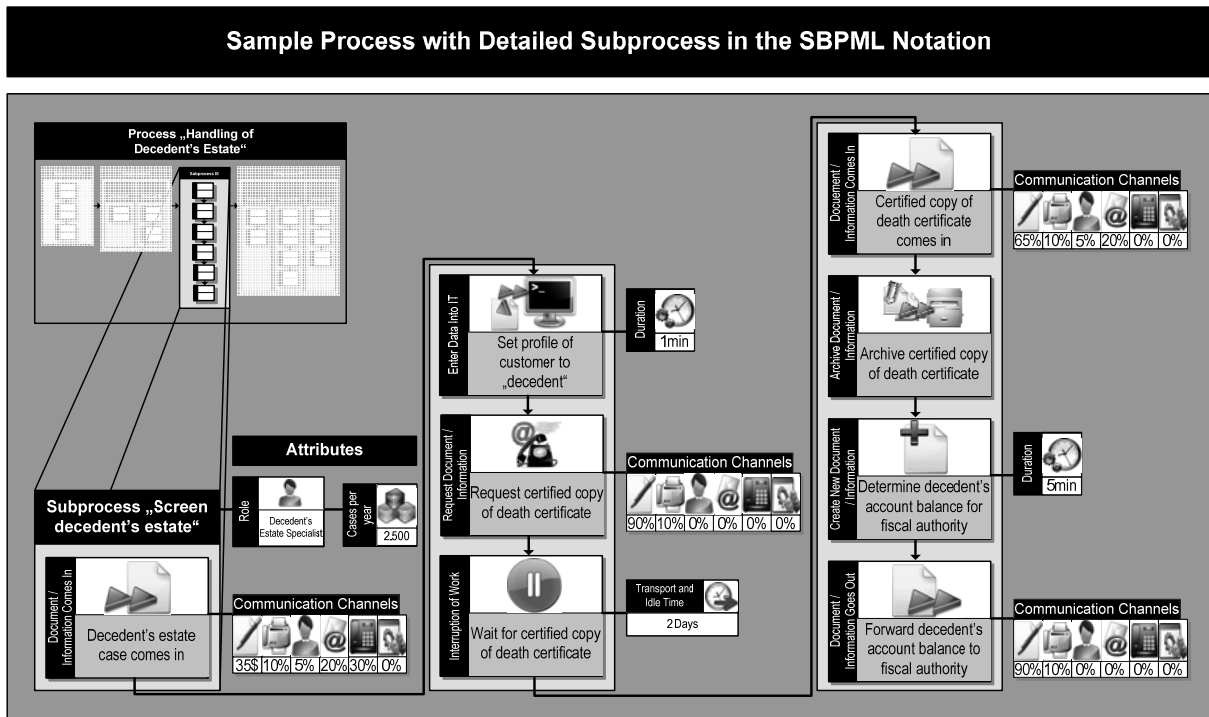 Sample Process with Detailed Subprocess in the SBPML Notation
Process „Handling of
Decedent's Estate“
Subprocess III
Attributes
Role
Decedent's
Estate Specialist
Cases per
year
2.500
Subprocess „Screen
decedent's estate“
Document /
Information Comes In
Decedent's estate
case comes in
Communication Channels
35$ 10% 5% 20% 30% 0%
Enter Data Into IT
Set profile of
customer to
„decedent“
Duration
1min
Request Document /
Information
Request certified copy
of death certificate
Communication Channels
90% 10% 0% 0% 0% 0%
Interruption of Work
Wait for certified copy
of death certificate
Transport and
Idle Time
2Days
Docuement /
Information Comes In
Certified copy of
death certificate
comes in
Communication Channels
65% 10% 5% 20% 0% 0%
Archive Document /
Information
Archive certified copy
of death certificate
Create New Document
/ Information
Determine decedent's
account balance for
fiscal authority
Duration
5min
Document /
Information Goes Out
Forward decedent's
account balance to
fiscal authority
Communication Channels
90% 10% 0% 0% 0% 0%